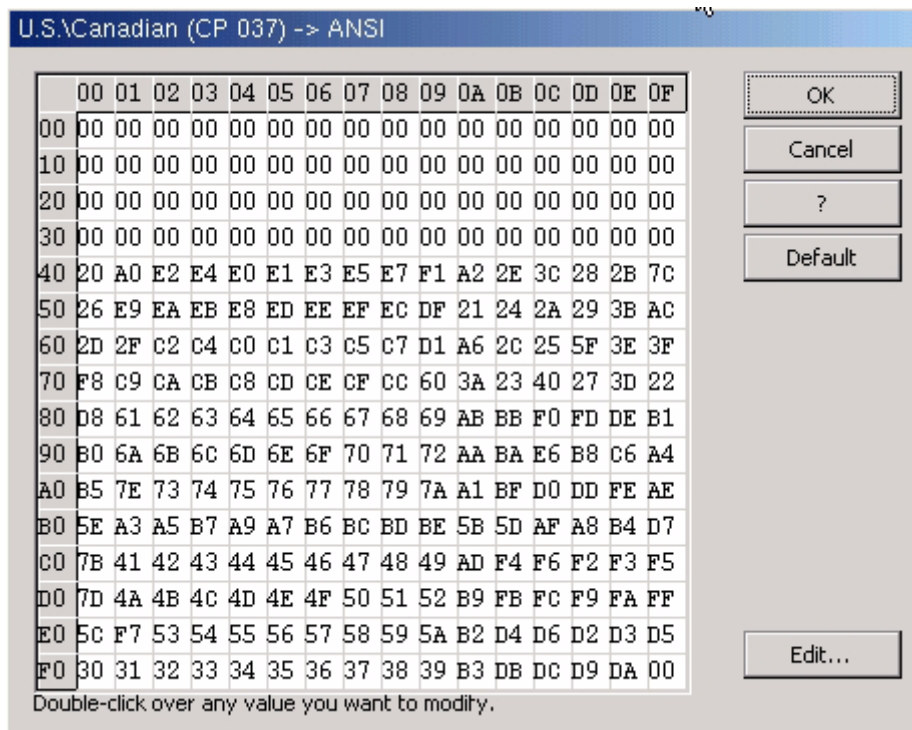 U.S.\Canadian (CP 037) -> ANSI
00 01 02 03 04 05 06 07 08 09 0A 0B 0C 0D 0E 0F
OK
00 00 00 00 00 00 00 00 00 00 00 00 00 00 00 00 00
10 00 00 00 00 00 00 00 00 00 00 00 00 00 00 00 00
Cancel
20 00 00 00 00 00 00 00 00 00 00 00 00 00 00 00 00
?
30 00 00 00 00 00 00 00 00 00 00 00 00 00 00 00 00
Default
40 20 A0 E2 E4 E0 E1 E3 E5 E7 F1 A2 2E 3C 28 2B 7C
50 26 E9 EA EB E8 ED EE EF EC DF 21 24 2A 29 3B AC
60 2D 2F C2 C4 C0 C1 C3 C5 C7 D1 A6 2C 25 5F 3E 3F
70 F8 C9 CA CB C8 CD CE CF CC 60 3A 23 40 27 3D 22
80 D8 61 62 63 64 65 66 67 68 69 AB BB F0 FD DE B1
90 B0 6A 6B 6C 6D 6E 6F 70 71 72 AA BA E6 B8 C6 A4
A0 B5 7E 73 74 75 76 77 78 79 7A A1 BF D0 DD FE AE
B0 5E A3 A5 B7 A9 A7 B6 BC BD BE 5B 5D AF A8 B4 D7
C0 7B 41 42 43 44 45 46 47 48 49 AD F4 F6 F2 F3 F5
D0 7D 4A 4B 4C 4D 4E 4F 50 51 52 B9 FB FC F9 FA FF
E0 5C F7 53 54 55 56 57 58 59 5A B2 D4 D6 D2 D3 D5
F0 30 31 32 33 34 35 36 37 38 39 B3 DB DC D9 DA 00
Edit...
Double-click over any value you want to modify.